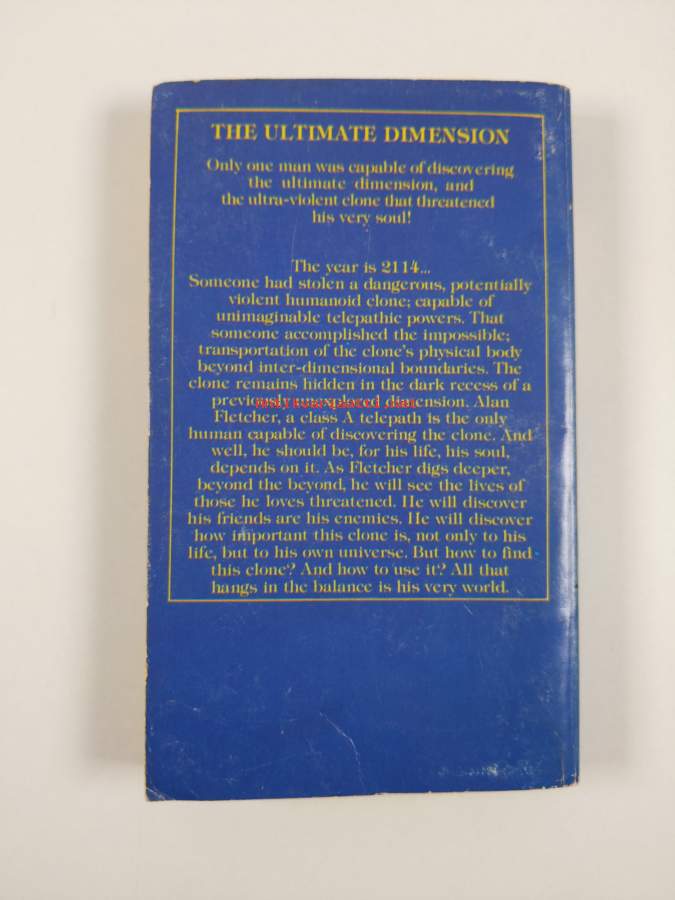 THE ULTIMATE DIMENSION
Only one man was capable of discovering
the ultimate dimension, and
the ultra-violent clone that threatened
his very soul!
The year is 2114...
Someone had stolen a dangerous, potentially
violent humanoid clone; capable of
unimaginable telepathic powers. That
someone accomplished the impossible;
transportation of the clone's physical body
beyond inter-dimensional boundaries. The
clone remains hidden in the dark recess of a
previously unexplored dimension. Alan
Fletcher, a class A telepath is the only
human capable of discovering the clone. And
well, he should be, for his life, his soul,
depends on it. As Fletcher digs deeper,
beyond the beyond, he will see the lives of
those he loves threatened. He will discover
his friends are his enemies. He will discover
how important this clone is, not only to his
life, but to his own universe. But how to find
this clone? And how to use it? All that
hangs in the balance is his very world.